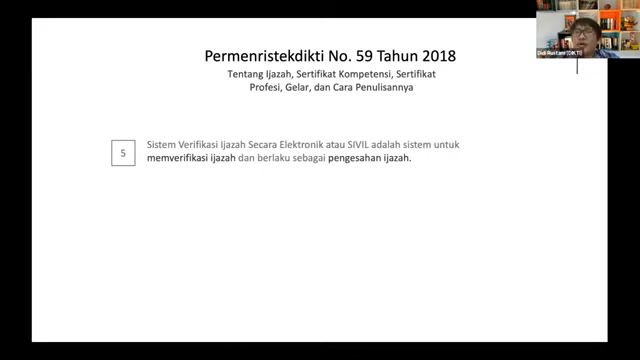 Permenristekdikti No. 59 Tahun 2018
Tentang Ijazah, Sertifikat Kompetensi, Sertifikat
Profesi, Gelar, dan Cara Penulisannya
5
Sistem Verifikasi Ijazah Secara Elektronik atau SIVIL adalah sistem untuk
memverifikasi ijazah dan berlaku sebagai pengesahan ijazah.
Didi Rustam (DIKTI)